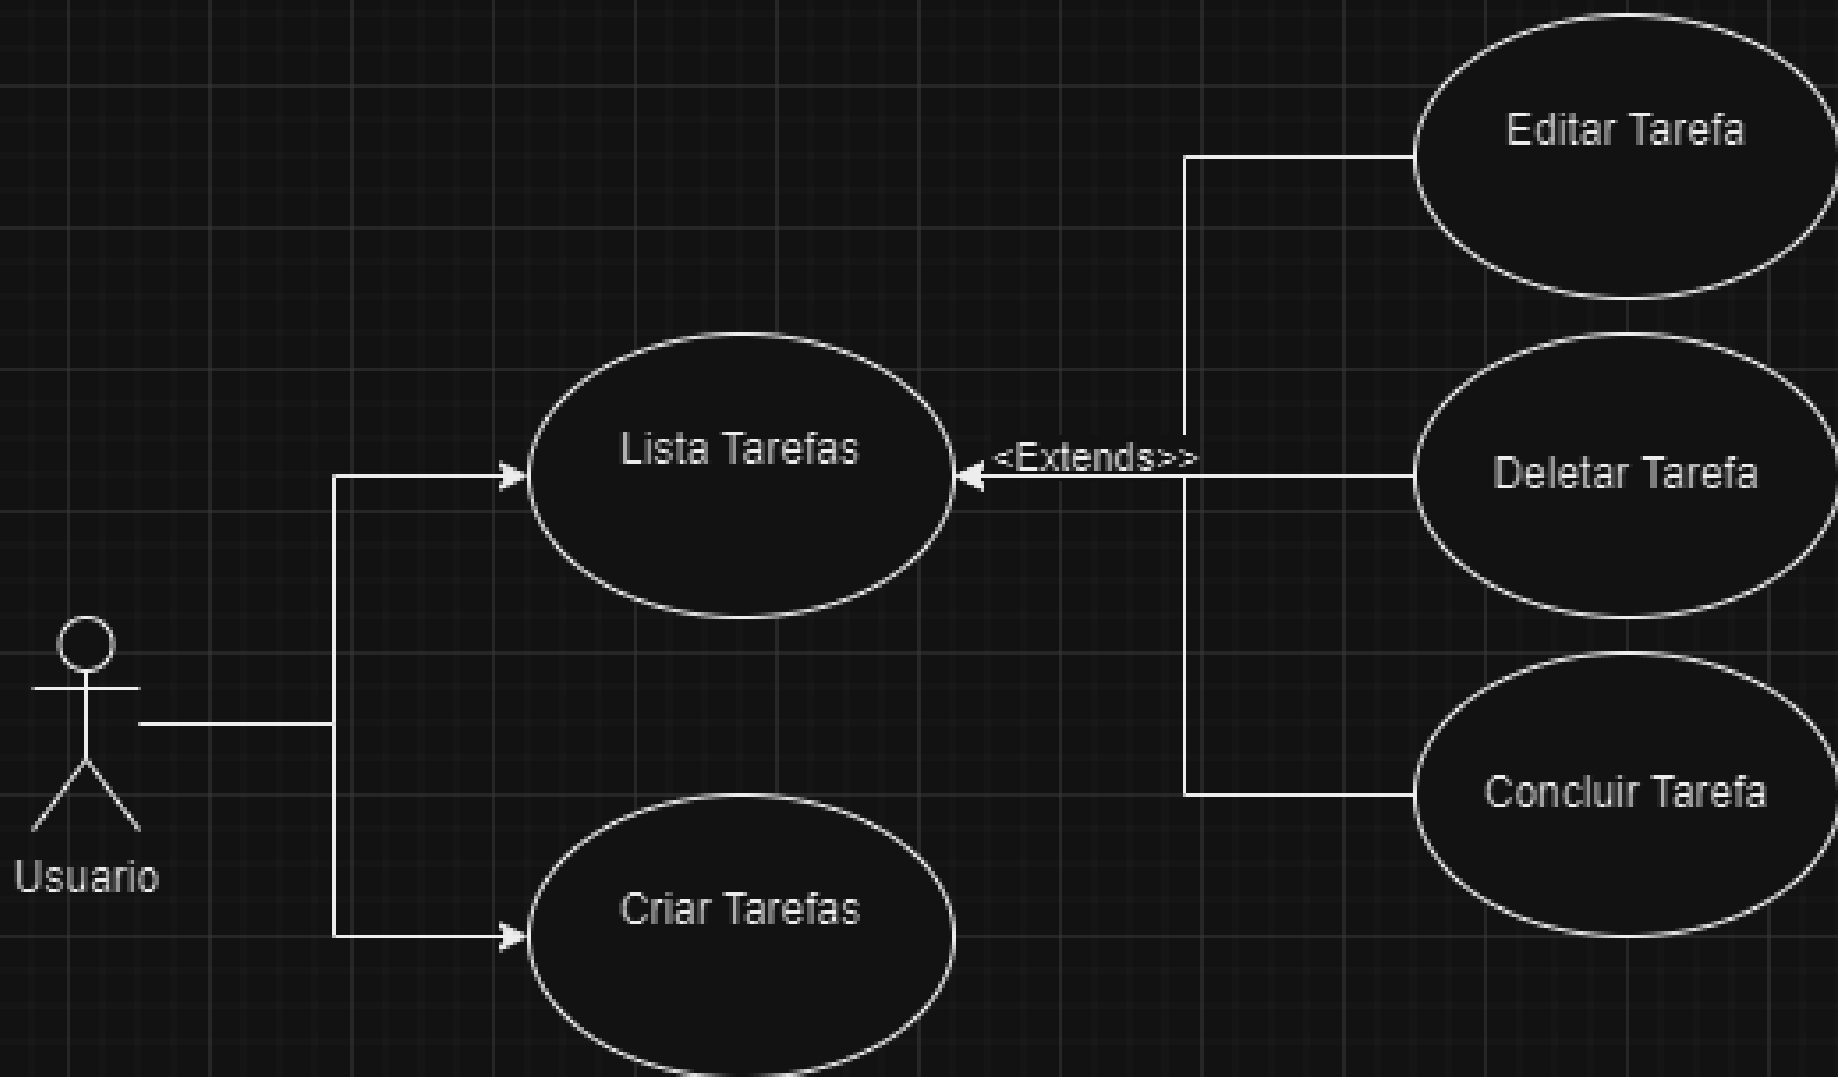 Editar Tarefa
Lista Tarefas
<Extends>>
Deletar Tarefa
Concluir Tarefa
Usuario
Criar Tarefas